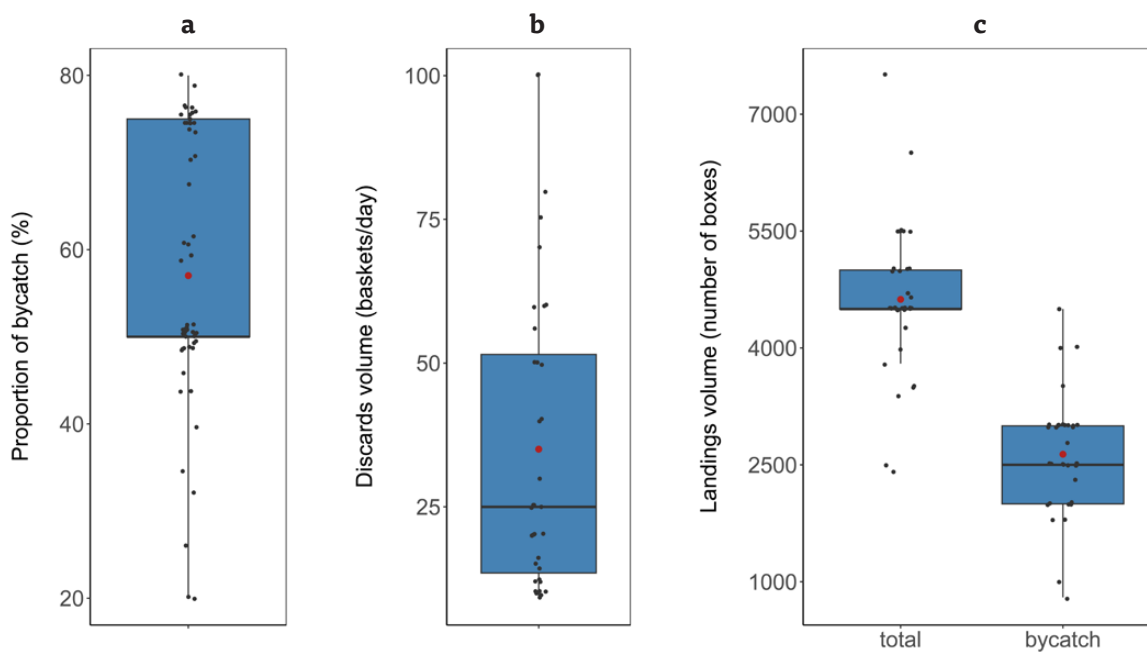 a
b
c
Proportion of bycatch (%)
80
60
40
20
Discards volume (baskets/day)
100
75
50
25
Landings volume (number of boxes)
7000
5500
4000
2500
1000
total
bycatch